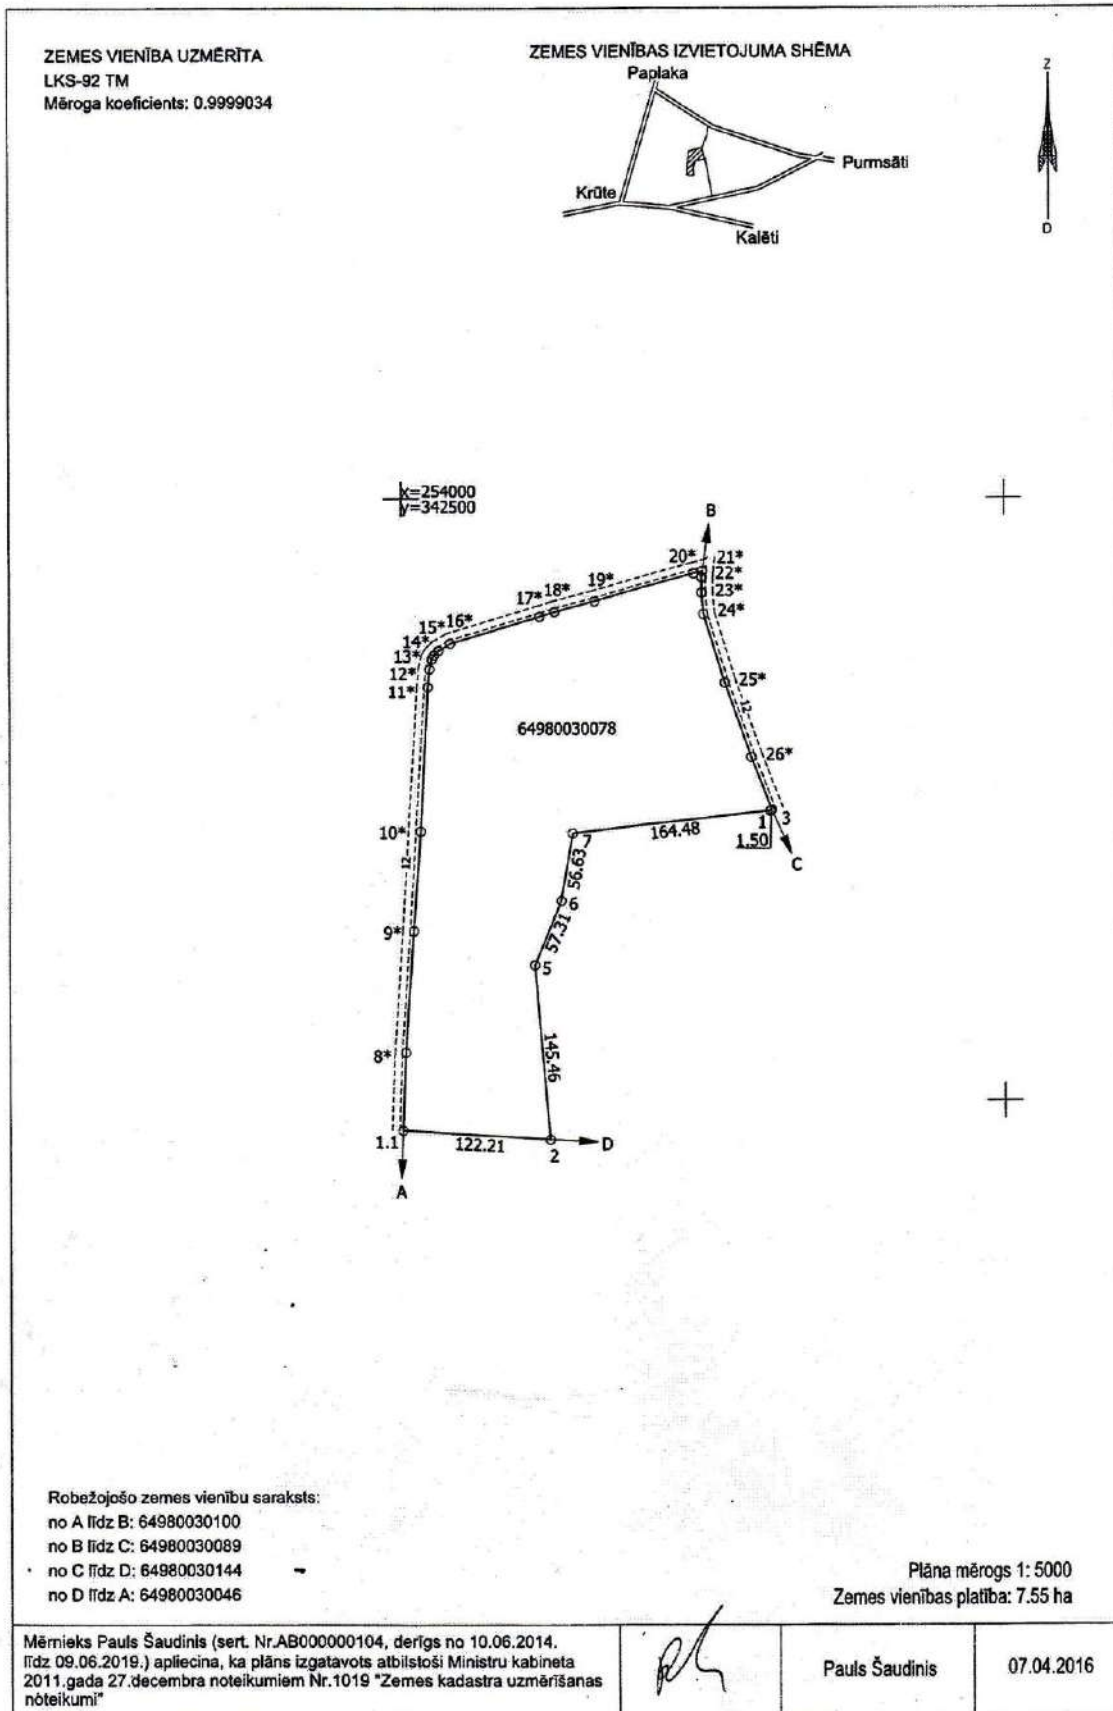 ZEMES VIENĪBA UZMĒRĪTA
LKS-92 TM
Mēroga koeficients: 0.9999034
ZEMES VIENĪBAS IZVIETOJUMA SHĒMA
Paplaka
Purmsāti
Krūte
Kalēti
Z
D
x=254000
y=342500
B
20*
21*
22*
23*
24*
19*
18*
17*
16*
15*
14*
13*
12*
11*
25*
12
26*
64980030078
10*
12
1
3
1.50
C
164.48
7
56.63
6
57.31
5
9*
8*
145.46
1.1
122.21
2
D
A
Robežojošo zemes vienību saraksts:
no A līdz B: 64980030100
no B līdz C: 64980030089
no C līdz D: 64980030144
no D līdz A: 64980030046
Plāna mērogs 1: 5000
Zemes vienības platība: 7.55 ha
Mērnieks Pauls Šaudinis (sert. Nr.AB000000104, derīgs no 10.06.2014.
līdz 09.06.2019.) apliecina, ka plāns izgatavots atbilstoši Ministru kabineta
2011.gada 27.decembra noteikumiem Nr.1019 "Zemes kadastra uzmērīšanas
noteikumi"
Pauls Šaudinis
07.04.2016